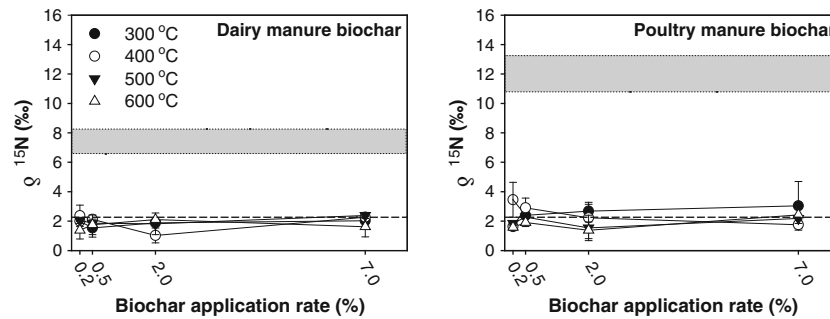 Dairy manure biochar
300 °C
400 °C
500 °C
600 °C
16
14
12
10
8
6
4
2
0
δ 15N (‰)
0.2
0.5
2.0
7.0
Biochar application rate (%)
Poultry manure biochar
16
14
12
10
8
6
4
2
0
δ 15N (‰)
0.2
0.5
2.0
7.0
Biochar application rate (%)